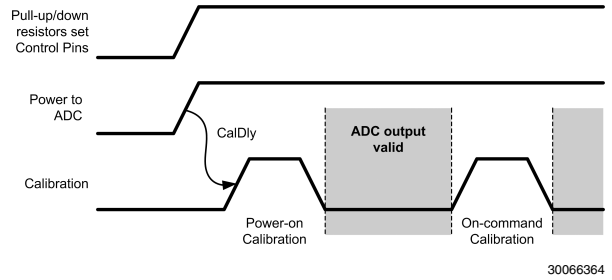 Pull-up/down
resistors set
Control Pins
Power to
ADC
CalDly
ADC output
valid
Calibration
Power-on
Calibration
On-command
Calibration
30066364